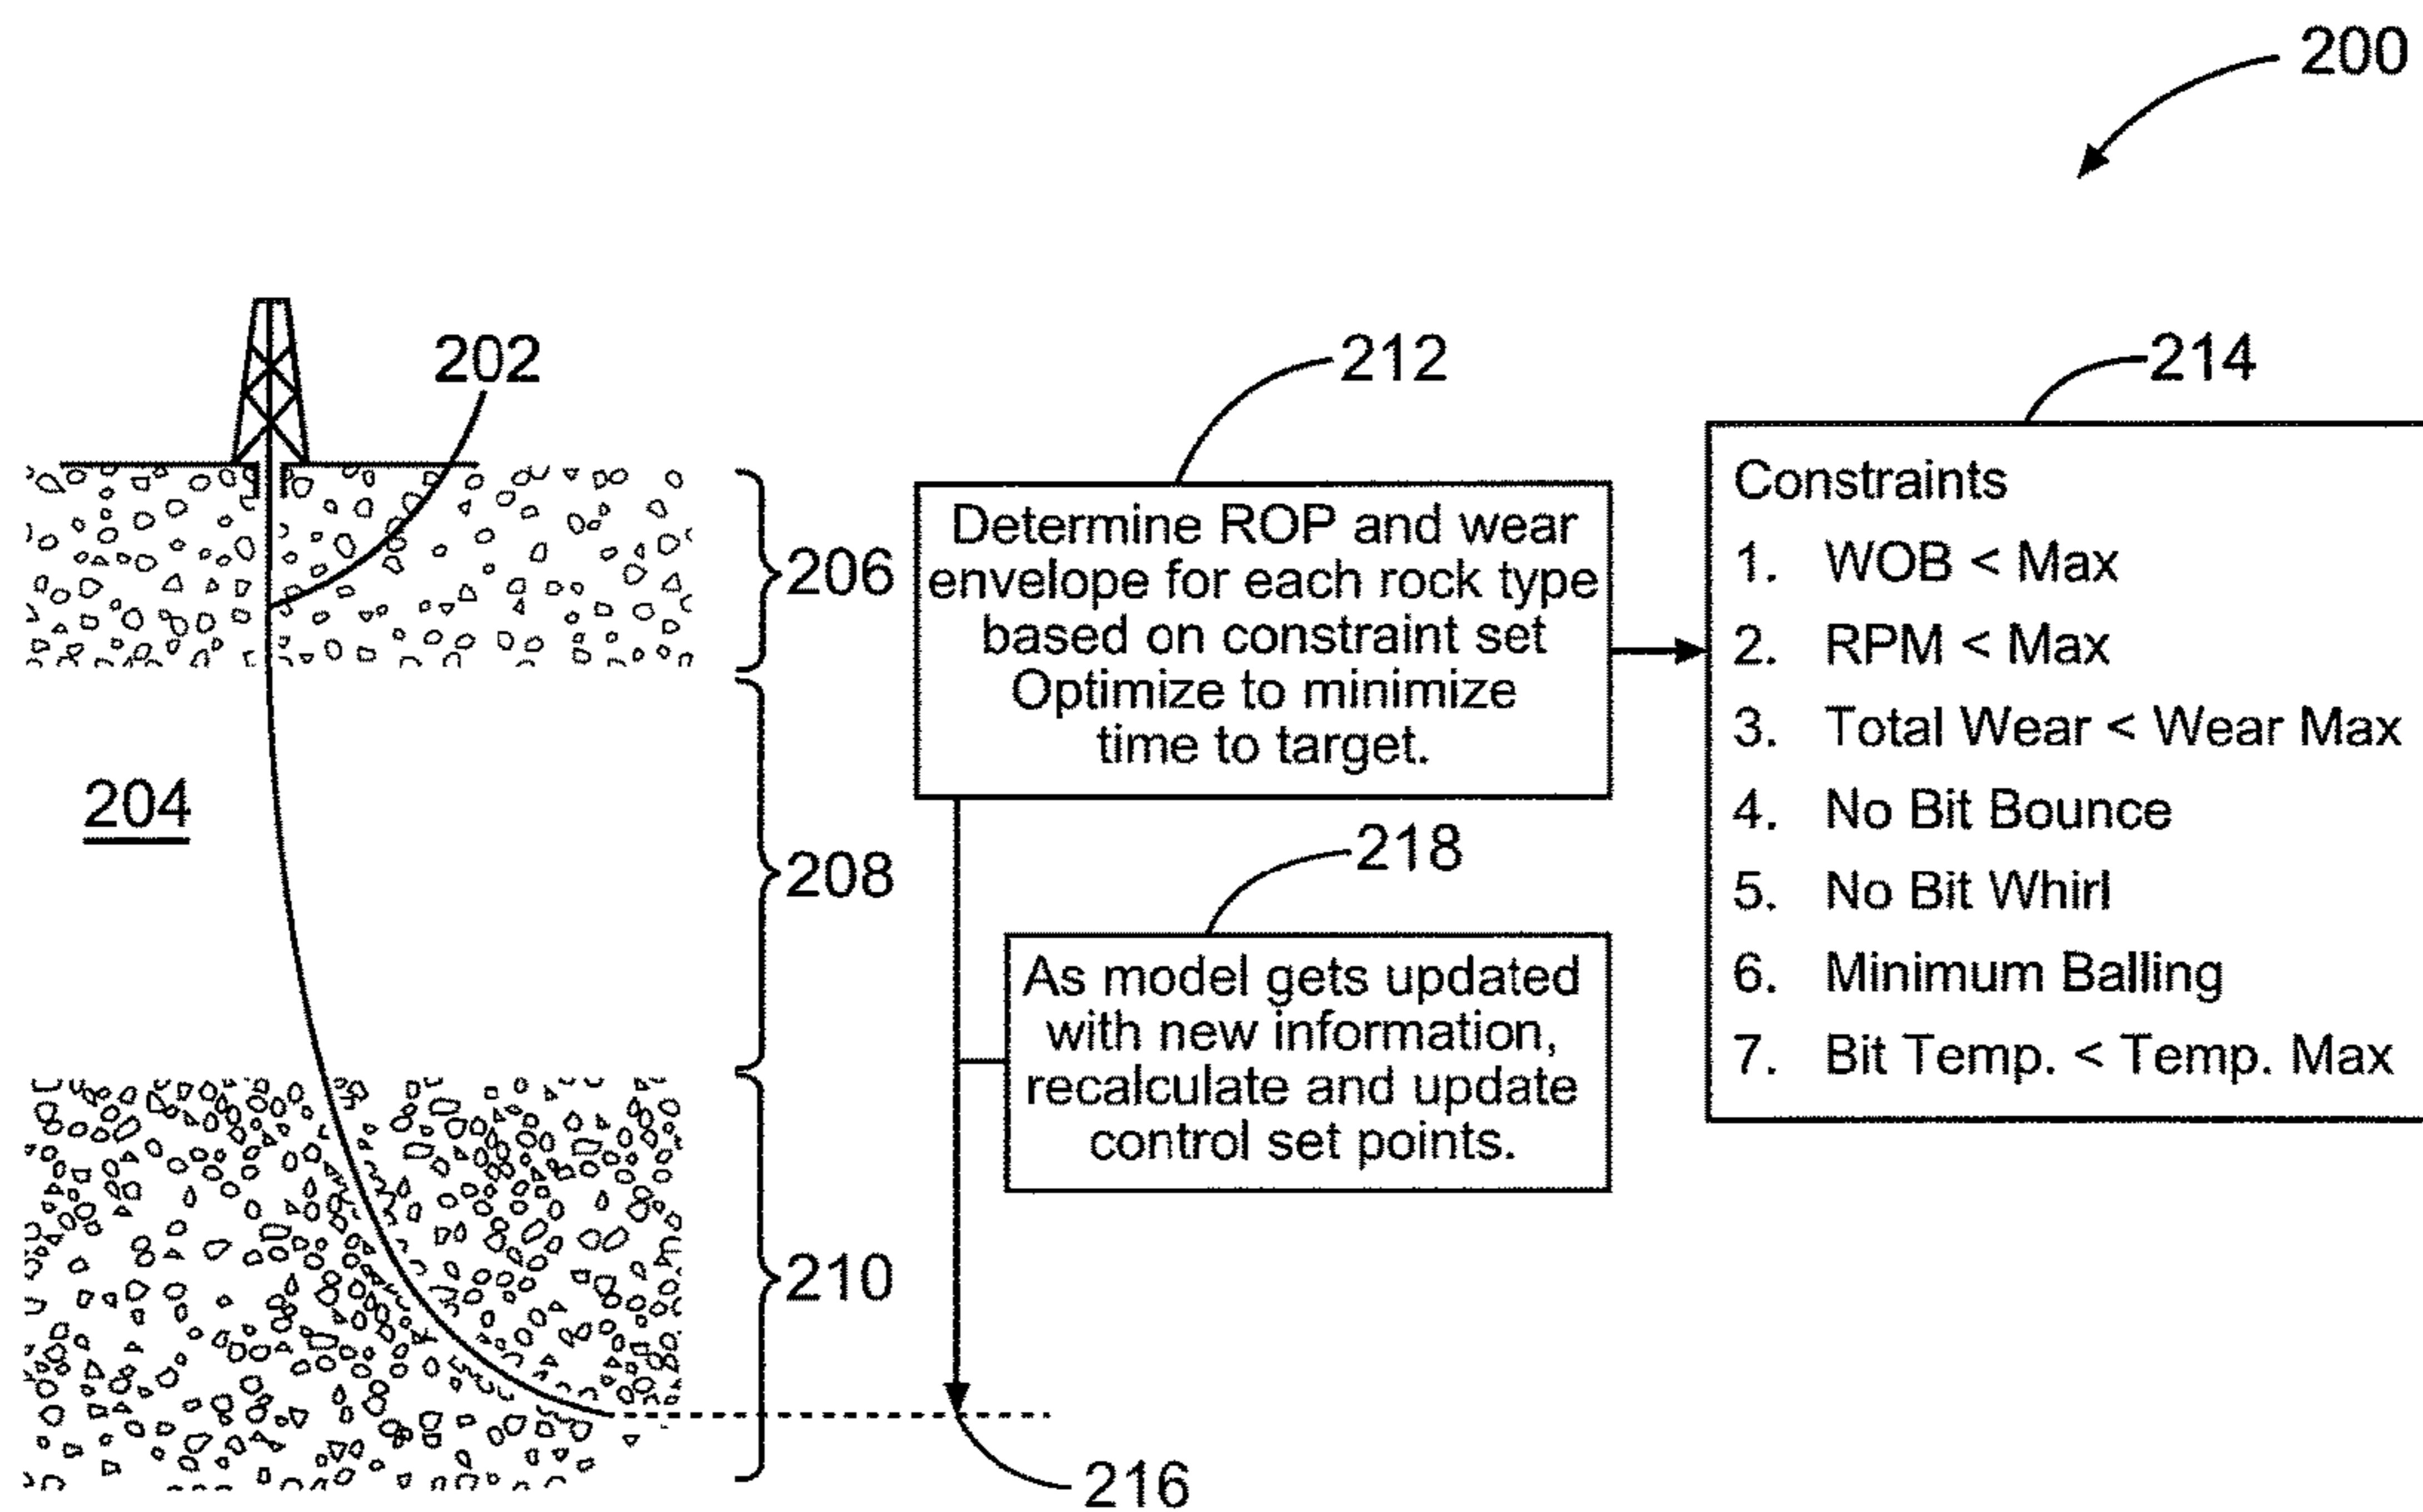 200
202
212
214
206
Determine ROP and wear
envelope for each rock type
based on constraint set
Optimize to minimize
time to target.
Constraints
1. WOB < Max
2. RPM < Max
3. Total Wear < Wear Max
4. No Bit Bounce
5. No Bit Whirl
6. Minimum Balling
7. Bit Temp. < Temp. Max
204
208
218
As model gets updated
with new information,
recalculate and update
control set points.
210
216